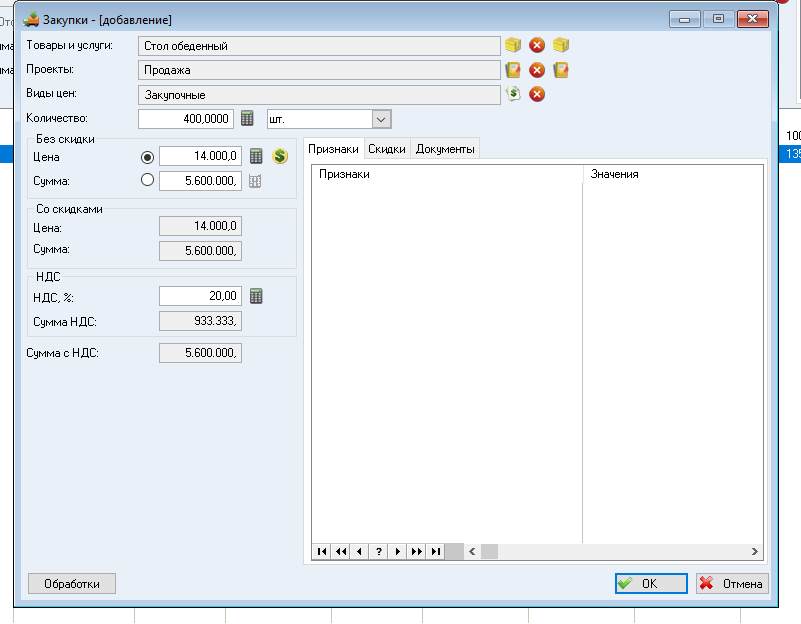 Закупки - [добавление]
Товары и услуги: Стол обеденный
Проекты: Продажа
Виды цен: Закупочные
Количество: 400,0000 шт.
Без скидки
Цена 14.000,0
Сумма: 5.600.000,
Со скидками
Цена: 14.000,0
Сумма: 5.600.000,
НДС
НДС, %: 20,00
Сумма НДС: 933.333,
Сумма с НДС: 5.600.000,
Признаки Скидки Документы
Признаки Значения
Обработки OK Отмена